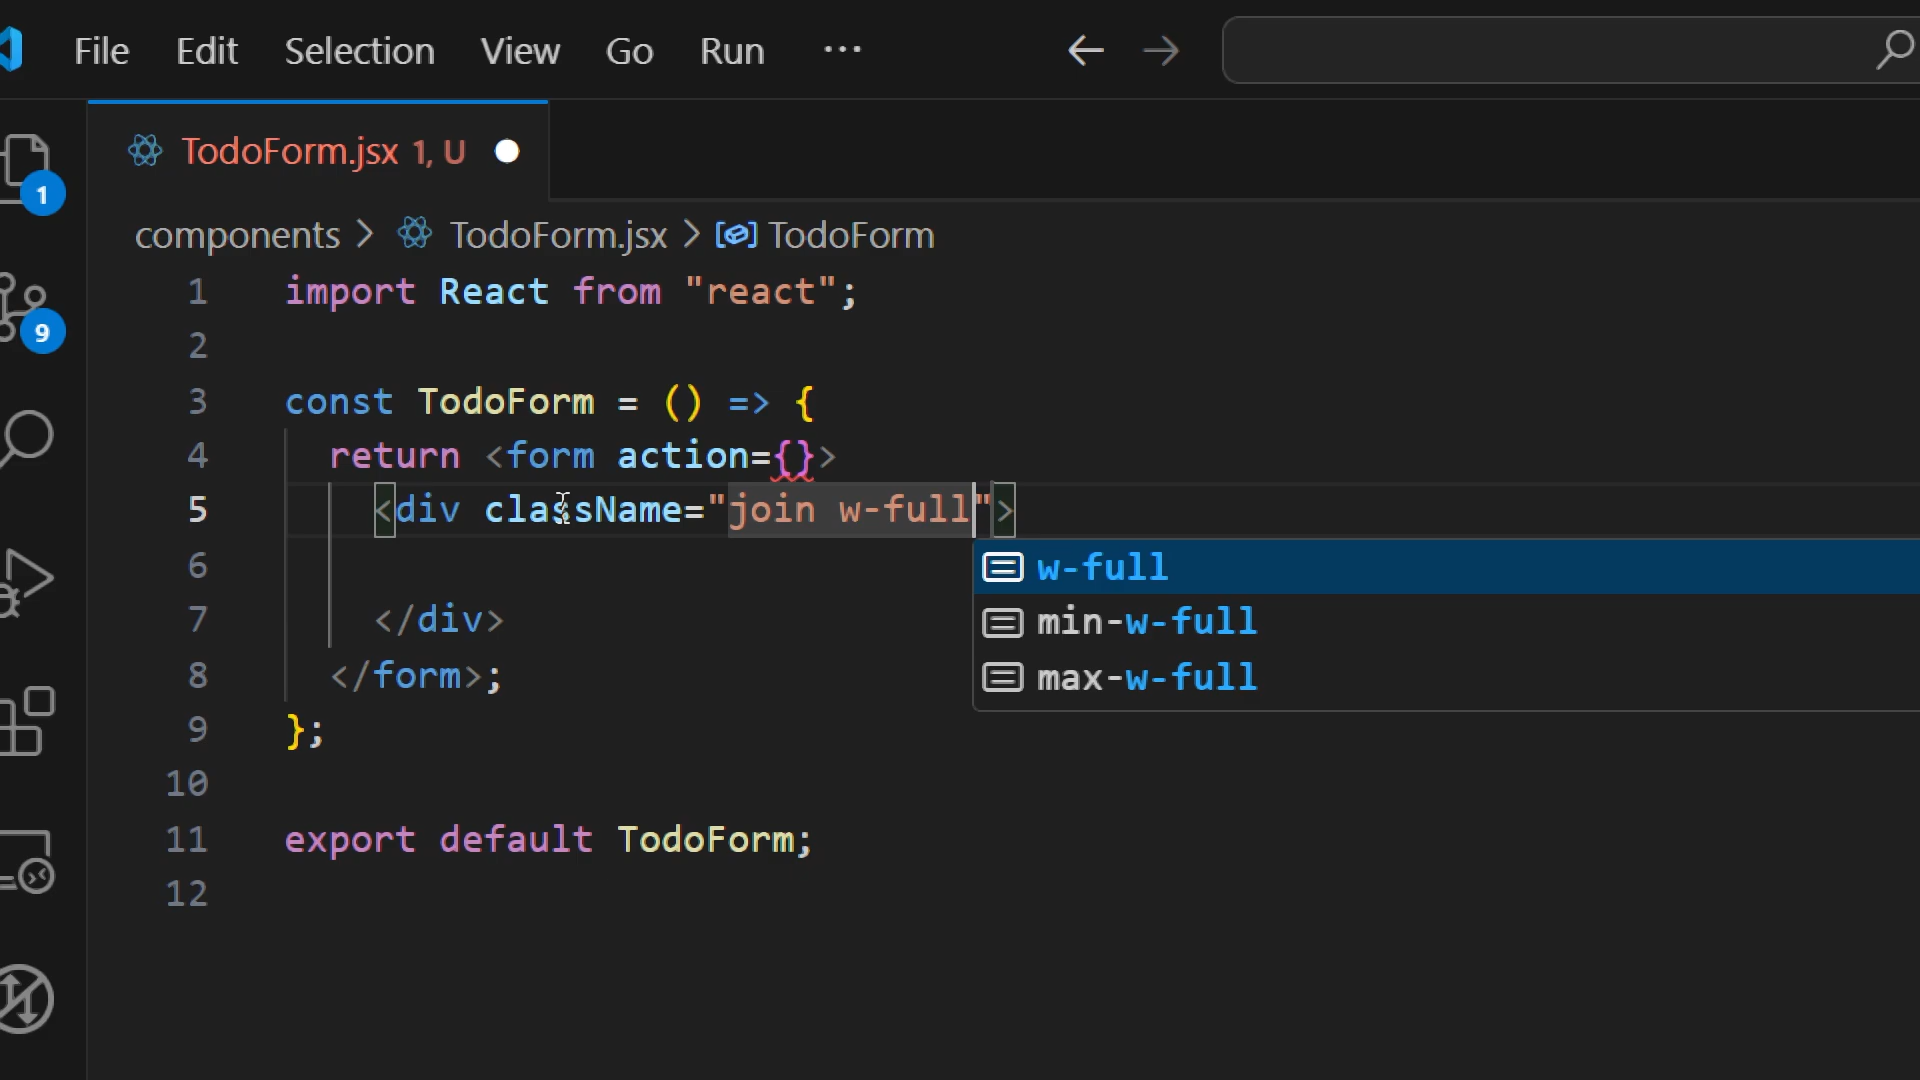 File Edit Selection View Go Run ...
TodoForm.jsx 1, U
1
components > TodoForm.jsx > TodoForm
1 import React from "react";
2
9
3 const TodoForm = () => {
4 return <form action={}>
5 <div className="join w-full">
6
w-full
7 </div>
min-w-full
8 </form>;
max-w-full
9 };
10
11 export default TodoForm;
12